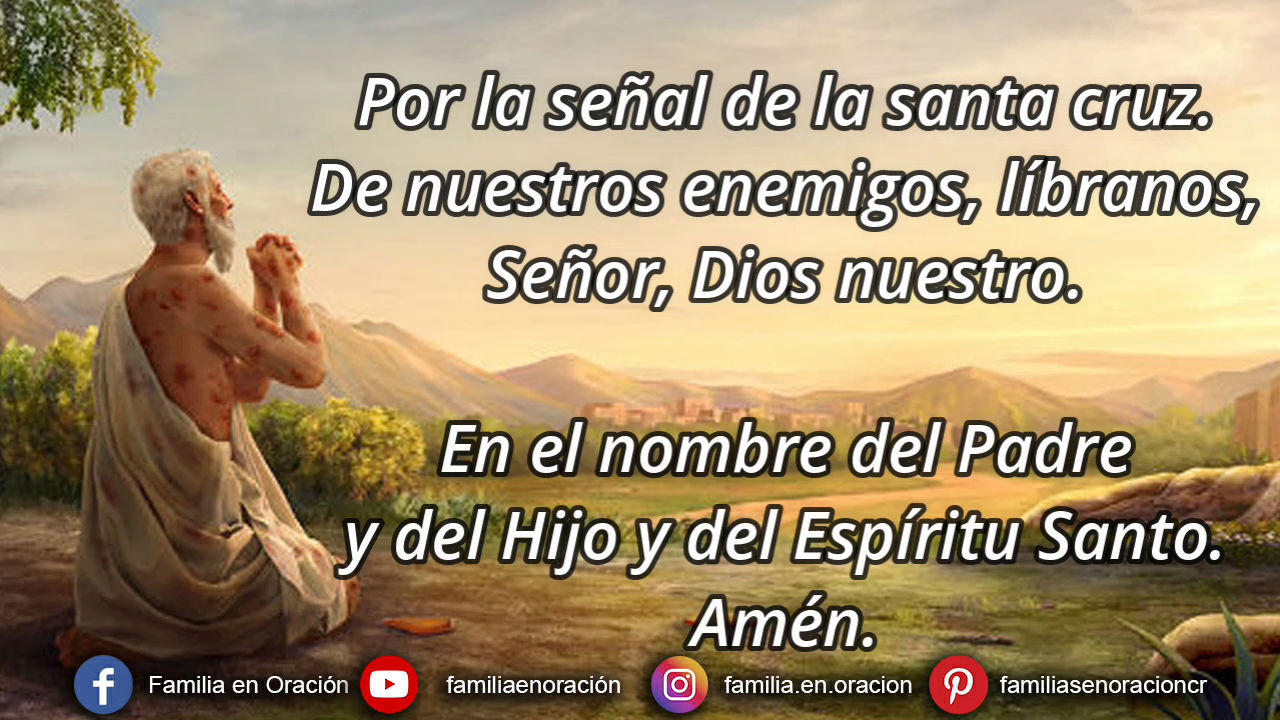 Por la señal de la santa cruz.
De nuestros enemigos, líbranos,
Señor, Dios nuestro.
En el nombre del Padre
y del Hijo y del Espíritu Santo.
Amén.
Familia en Oración familiaenoración familia.en.oracion familiasenoracioncr